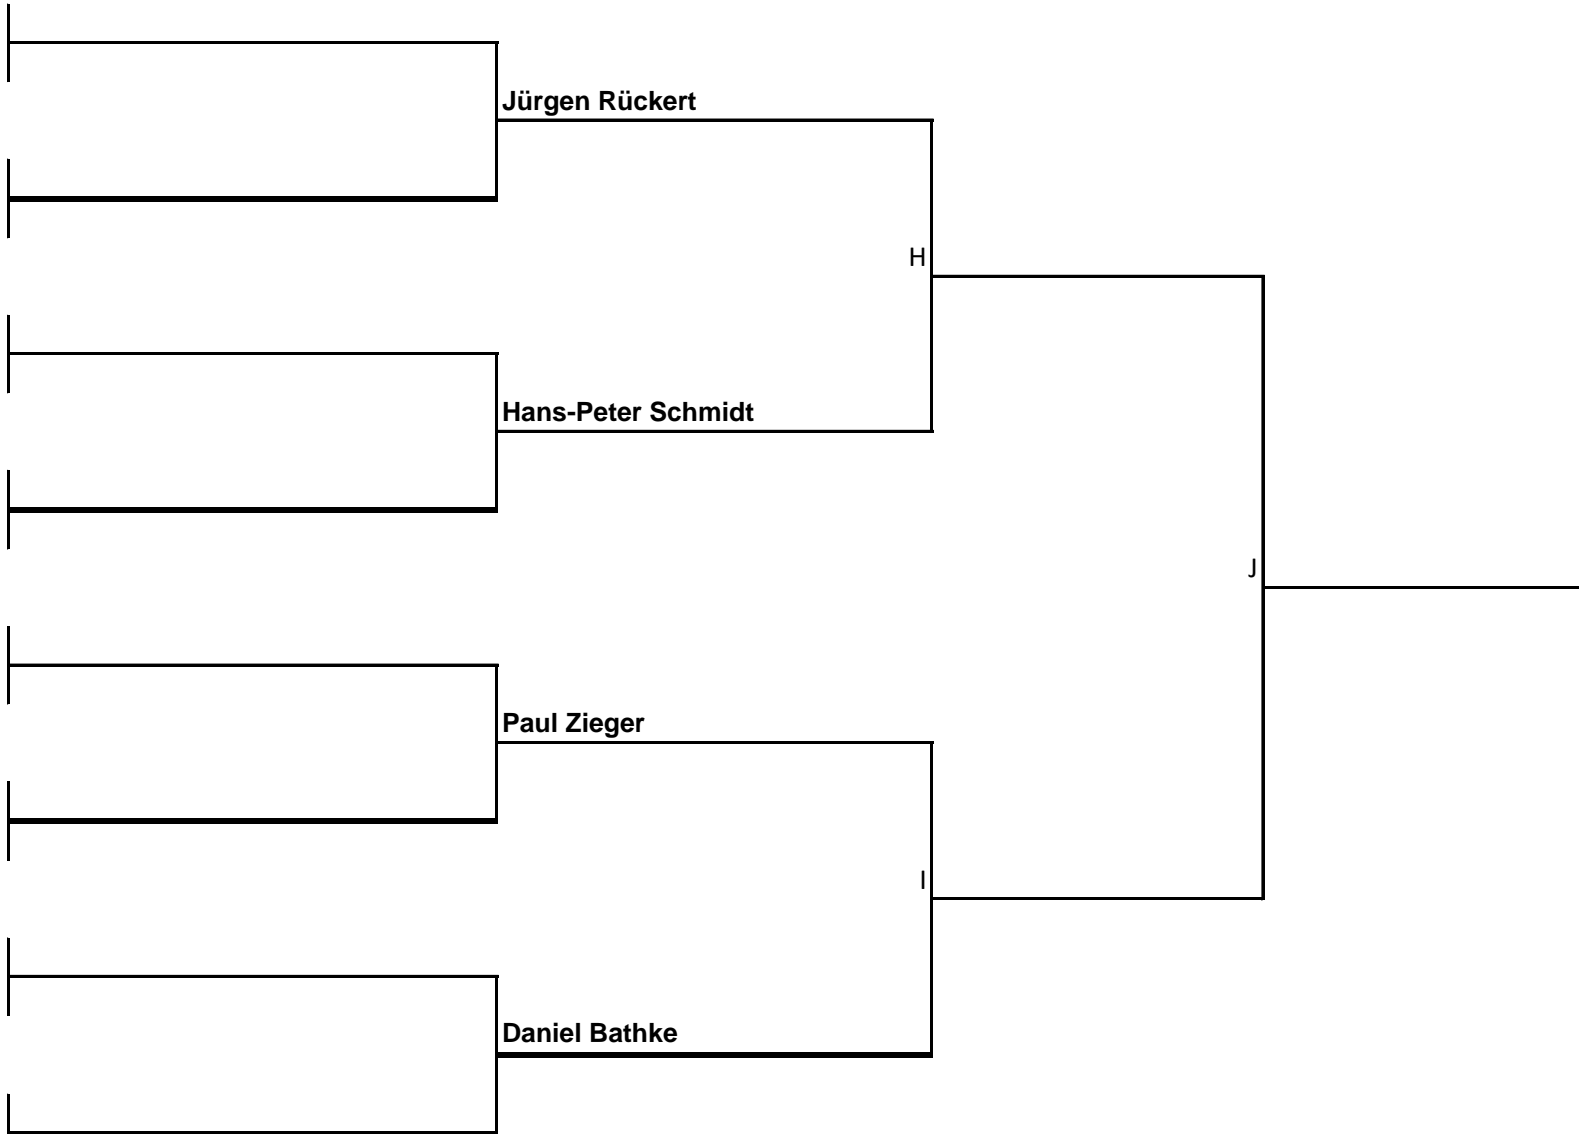 Jürgen Rückert
H
Hans-Peter Schmidt
J
Paul Zieger
I
Daniel Bathke